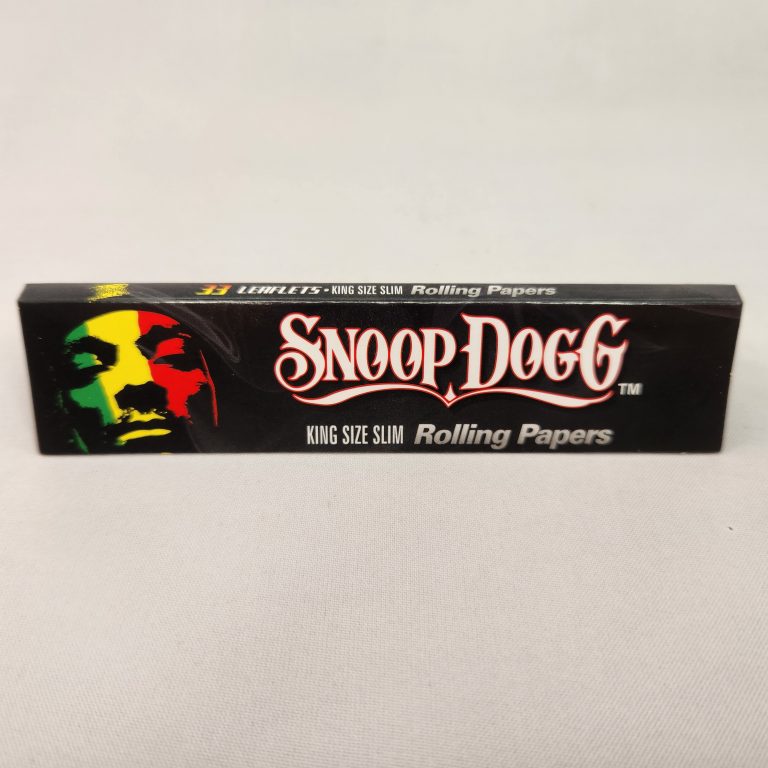 33 LEAFLETS • KING SIZE SLIM Rolling Papers
SNOOP DOGG™
KING SIZE SLIM Rolling Papers